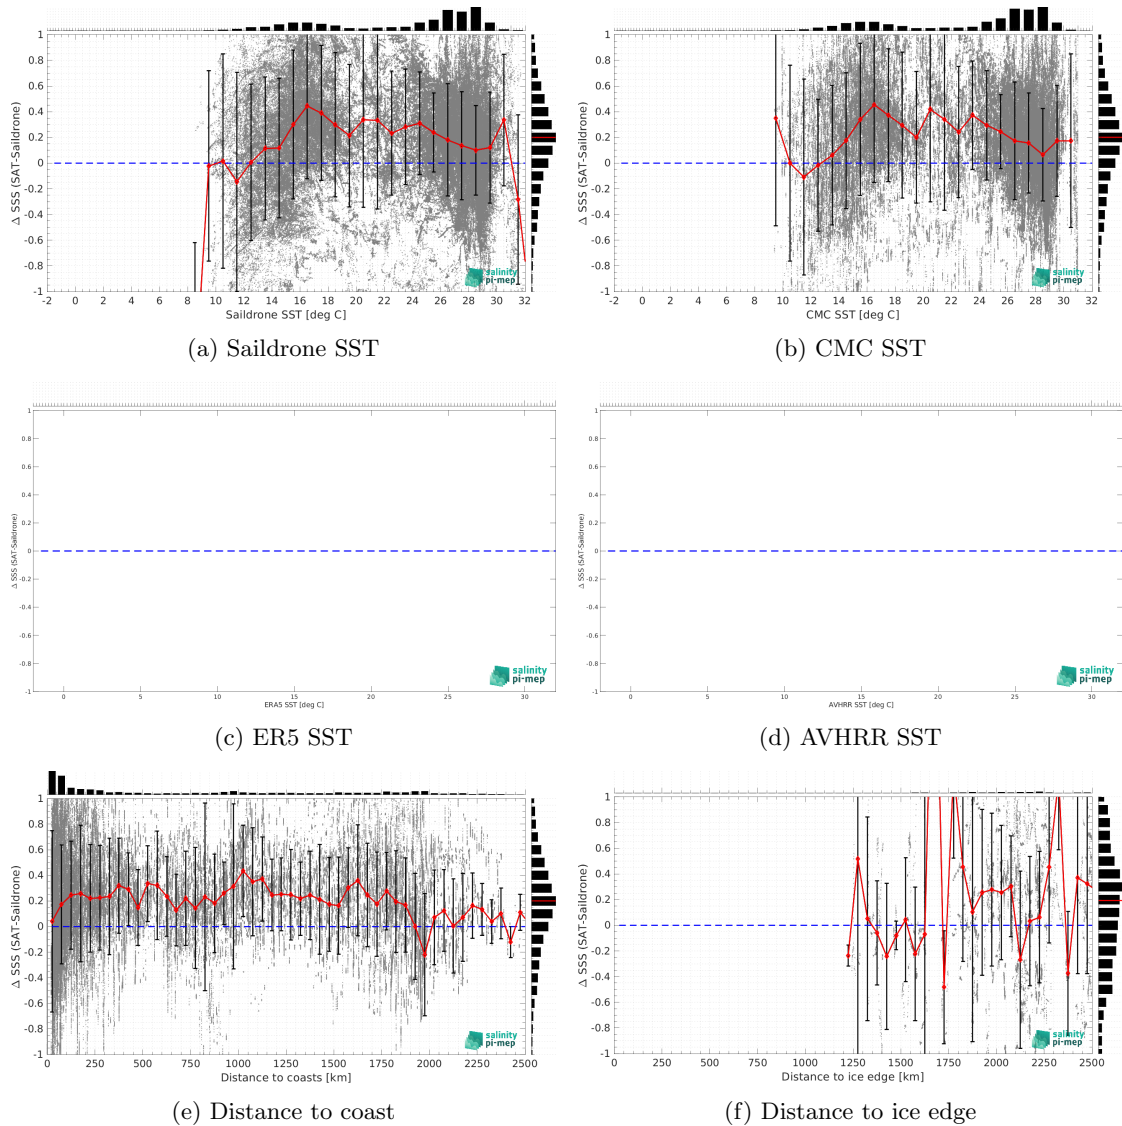 1
0.8
0.6
0.4
0.2
0
-0.2
-0.4
-0.6
-0.8
-1
Δ SSS (SAT-Saildrone)
-2 0 2 4 6 8 10 12 14 16 18 20 22 24 26 28 30 32
Saildrone SST [deg C]
salinity
pi-mep
(a) Saildrone SST
1
0.8
0.6
0.4
0.2
0
-0.2
-0.4
-0.6
-0.8
-1
Δ SSS (SAT-Saildrone)
-2 0 2 4 6 8 10 12 14 16 18 20 22 24 26 28 30 32
CMC SST [deg C]
salinity
pi-mep
(b) CMC SST
1
0.8
0.6
0.4
0.2
0
-0.2
-0.4
-0.6
-0.8
-1
Δ SSS (SAT-Saildrone)
0 5 10 15 20 25 30
ERA5 SST [deg C]
salinity
pi-mep
(c) ER5 SST
1
0.8
0.6
0.4
0.2
0
-0.2
-0.4
-0.6
-0.8
-1
Δ SSS (SAT-Saildrone)
0 5 10 15 20 25 30
AVHRR SST [deg C]
salinity
pi-mep
(d) AVHRR SST
1
0.8
0.6
0.4
0.2
0
-0.2
-0.4
-0.6
-0.8
-1
Δ SSS (SAT-Saildrone)
0 250 500 750 1000 1250 1500 1750 2000 2250 2500
Distance to coasts [km]
salinity
pi-mep
(e) Distance to coast
1
0.8
0.6
0.4
0.2
0
-0.2
-0.4
-0.6
-0.8
-1
Δ SSS (SAT-Saildrone)
0 250 500 750 1000 1250 1500 1750 2000 2250 2500
Distance to ice edge [km]
salinity
pi-mep
(f) Distance to ice edge